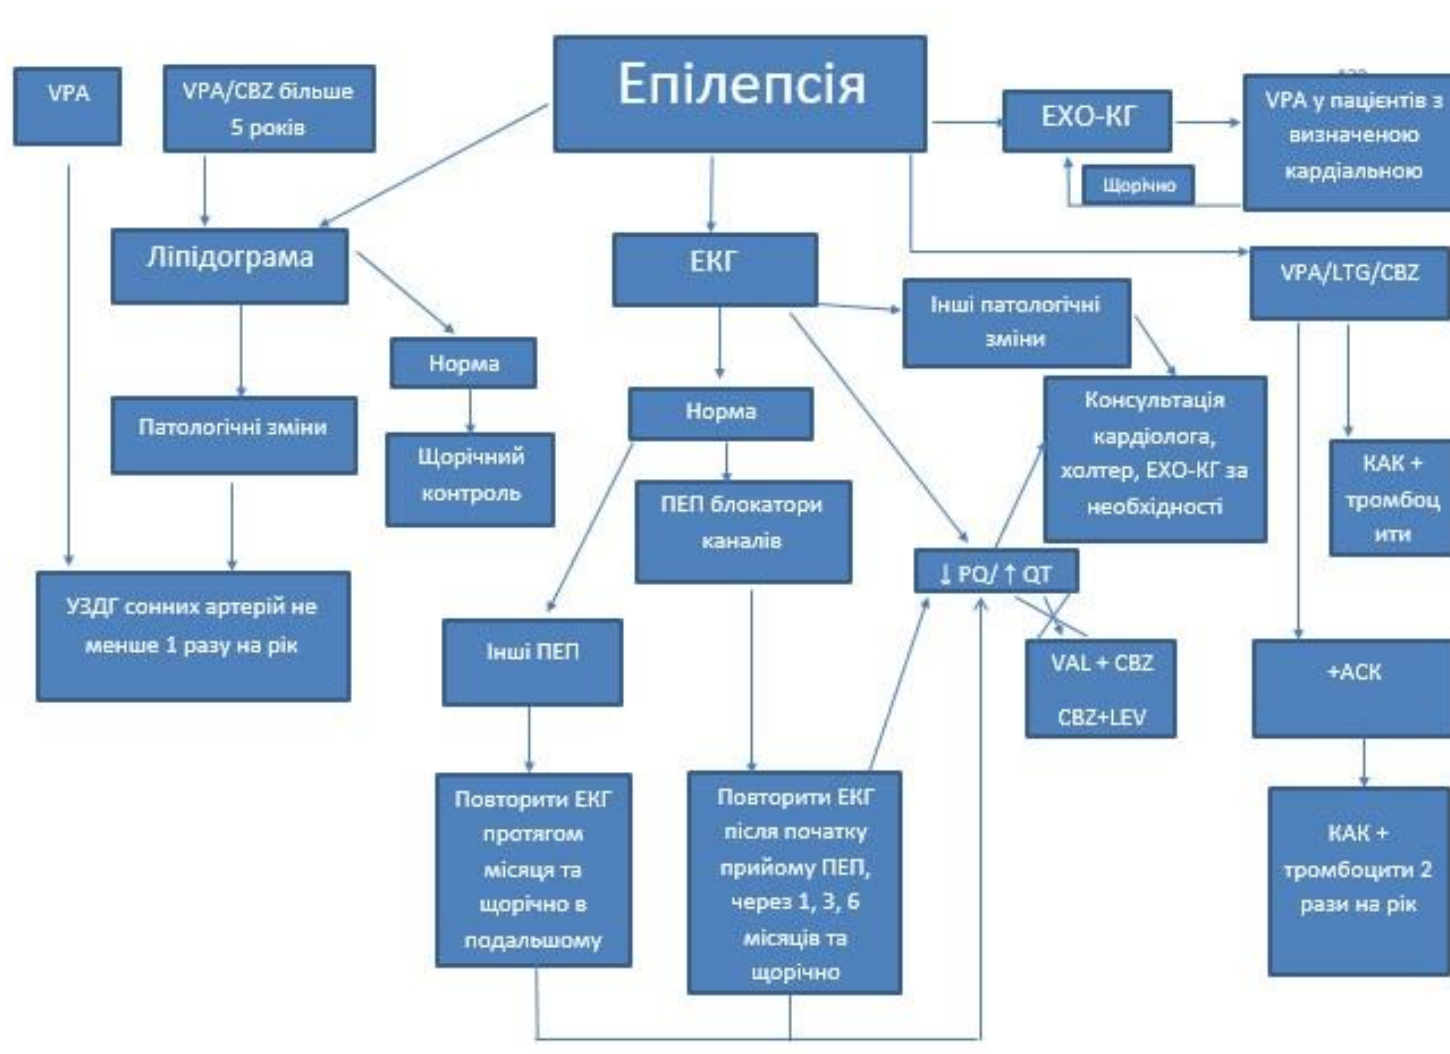 Епілепсія
VPA
VPA/CBZ більше
5 років
ЕХО-КГ
VPA у пацієнтів з
визначеною
кардіальною
Щорічно
Ліпідограма
ЕКГ
VPA/LTG/CBZ
Інші патологічні
зміни
Норма
Патологічні зміни
Норма
Консультація
кардіолога,
холтер, ЕХО-КГ за
необхідності
Щорічний
контроль
КАК +
тромбоц
ити
ПЕП блокатори
каналів
↓ PQ/ ↑ QT
УЗДГ сонних артерій не
менше 1 разу на рік
Інші ПЕП
VAL + CBZ
CBZ+LEV
+АСК
Повторити ЕКГ
протягом
місяця та
щорічно в
подальшому
Повторити ЕКГ
після початку
прийому ПЕП,
через 1, 3, 6
місяців та
щорічно
КАК +
тромбоцити 2
рази на рік